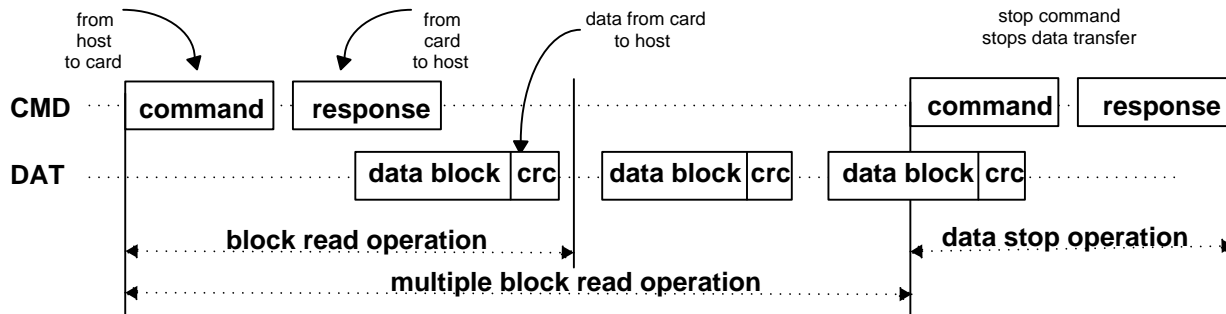 from
host
to card
from
card
to host
data from card
to host
stop command
stops data transfer
CMD
command
response
command
response
DAT
data block
crc
data block
crc
data block
crc
block read operation
data stop operation
multiple block read operation